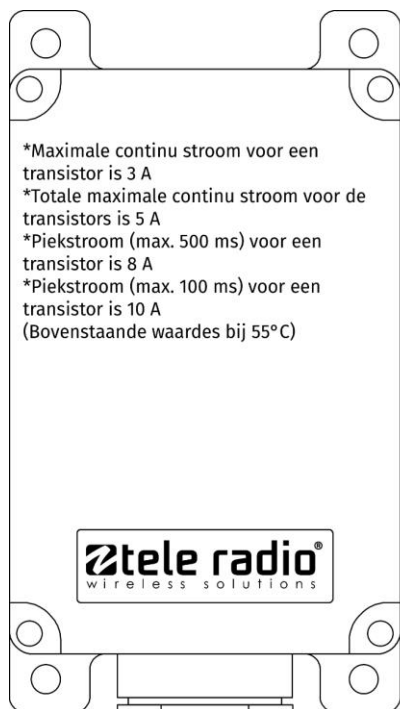 *Maximale continu stroom voor een
transistor is 3 A
*Totale maximale continu stroom voor de
transistors is 5 A
*Piekstroom (max. 500 ms) voor een
transistor is 8 A
*Piekstroom (max. 100 ms) voor een
transistor is 10 A
(Bovenstaande waardes bij 55°C)
tele radio®
wireless solutions